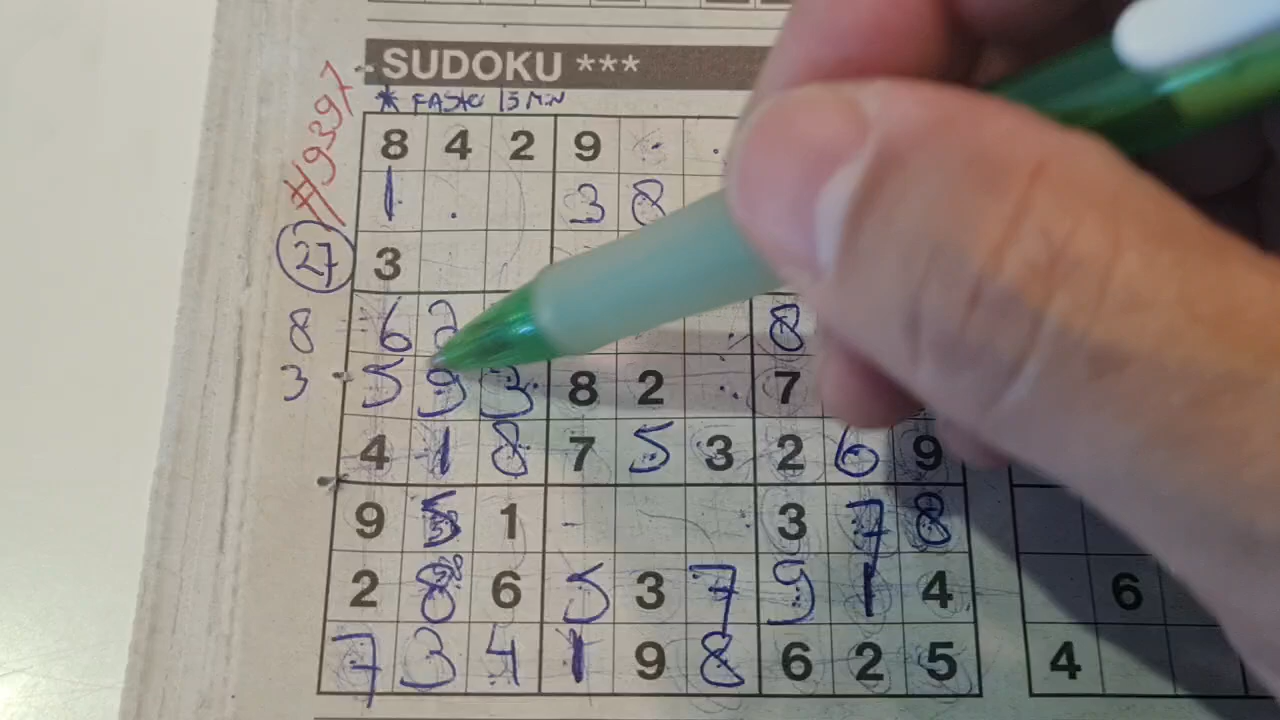 SUDOKU ***
* FASTO 15 MIN
#9397
8 4 2 9
1 3 8
27
3
8 6 2 8
3 5 9 3 8 2 7
4 1 8 7 5 3 2 6 9
9 5 1 3 7 8
2 8 6 5 3 7 9 1 4 6
7 3 4 1 9 8 6 2 5 4